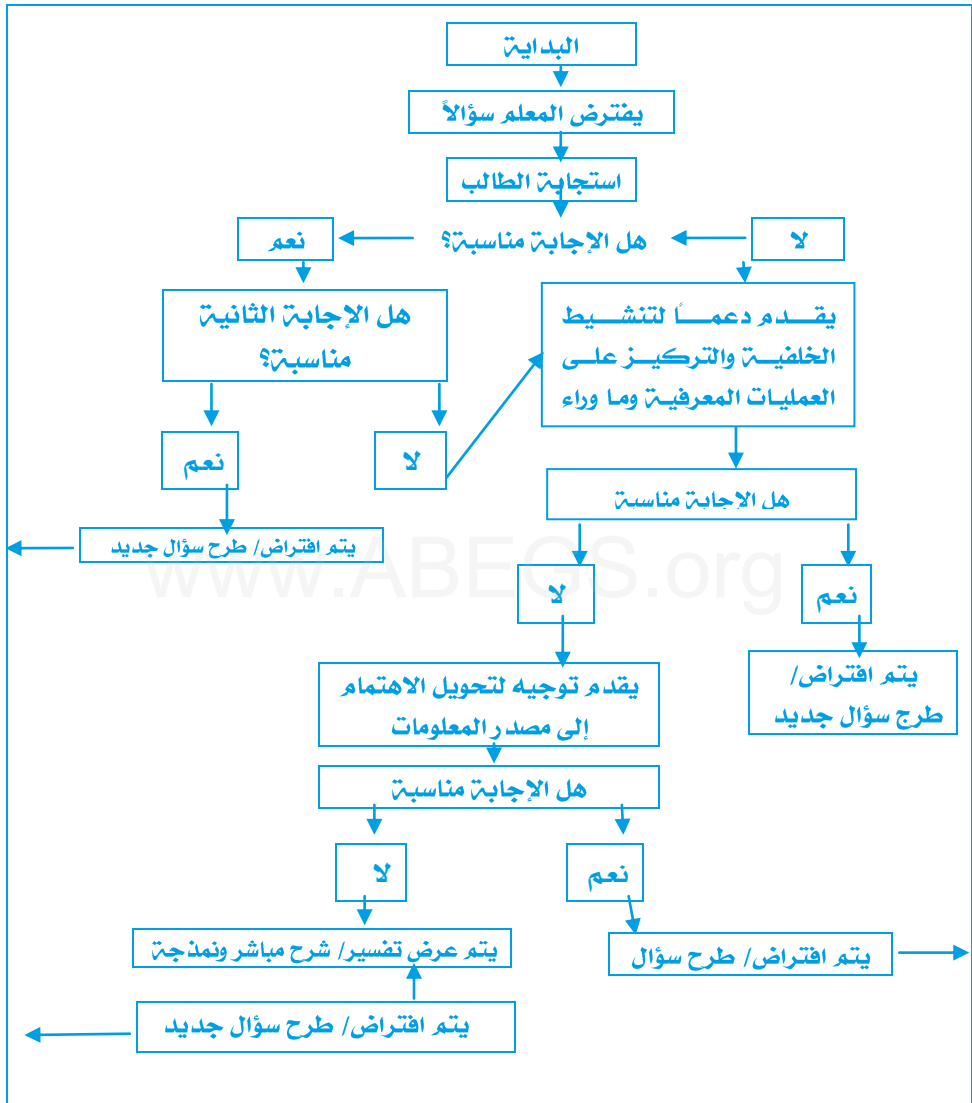 البداية
يفترض المعلم سؤالاً
استجابة الطالب
لا
هل الإجابة مناسبة؟
نعم
يقدم دعماً لتنشيط
الخلفية والتركيز على
العمليات المعرفية وما وراء
هل الإجابة الثانية
مناسبة؟
نعم
لا
هل الإجابة مناسبة
يتم افتراض/ طرح سؤال جديد
www.ABEGS.org
لا
نعم
يتم افتراض/
طرج سؤال جديد
يقدم توجيه لتحويل الاهتمام
إلى مصدر المعلومات
هل الإجابة مناسبة
لا
نعم
يتم عرض تفسير/ شرح مباشر ونمذجة
يتم افتراض/ طرح سؤال
يتم افتراض/ طرح سؤال جديد